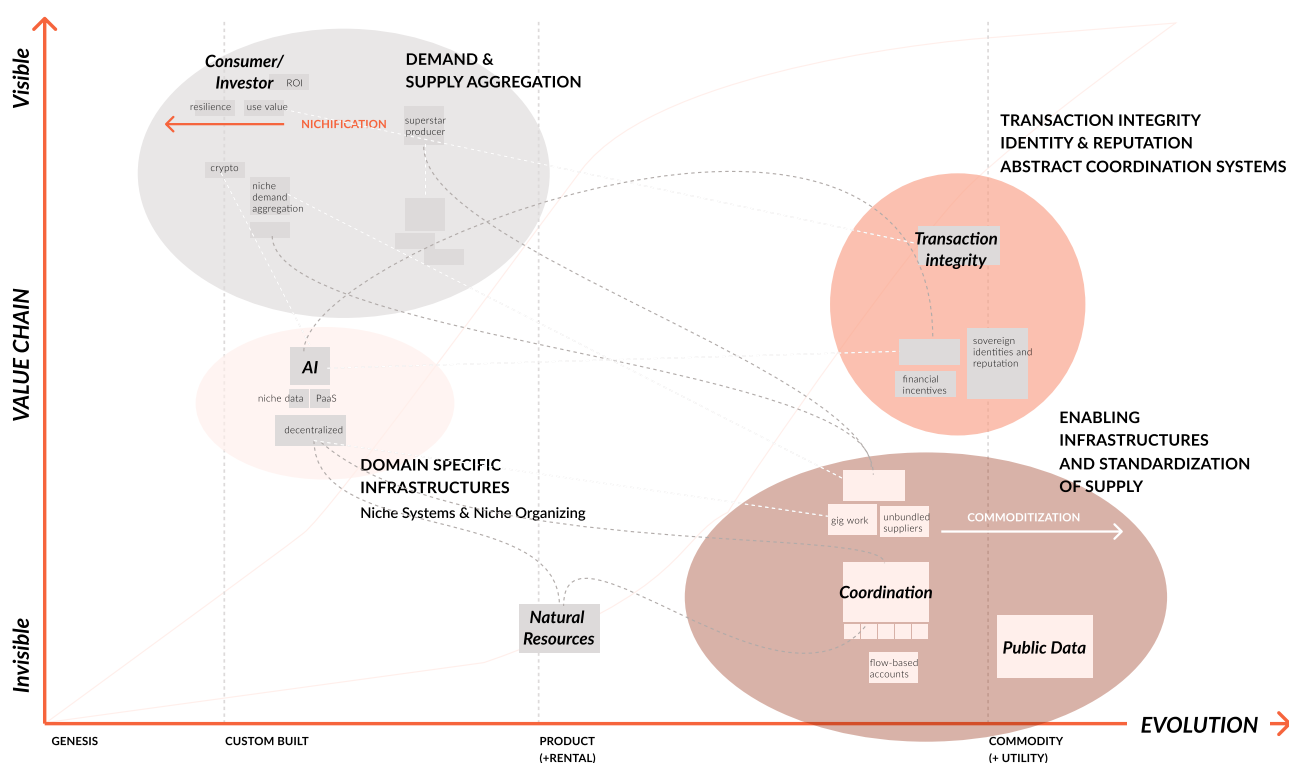 Visible
VALUE CHAIN
Invisible
Consumer/
Investor
ROI
resilience
use value
NICHIFICATION
DEMAND &
SUPPLY AGGREGATION
superstar
producer
crypto
niche
demand
aggregation
TRANSACTION INTEGRITY
IDENTITY & REPUTATION
ABSTRACT COORDINATION SYSTEMS
Transaction
integrity
sovereign
identities and
reputation
financial
incentives
AI
niche data
PaaS
decentralized
DOMAIN SPECIFIC
INFRASTRUCTURES
Niche Systems & Niche Organizing
ENABLING
INFRASTRUCTURES
AND STANDARDIZATION
OF SUPPLY
gig work
unbundled
suppliers
COMMODITIZATION
Coordination
flow-based
accounts
Public Data
Natural
Resources
EVOLUTION
GENESIS
CUSTOM BUILT
PRODUCT
(+RENTAL)
COMMODITY
(+ UTILITY)